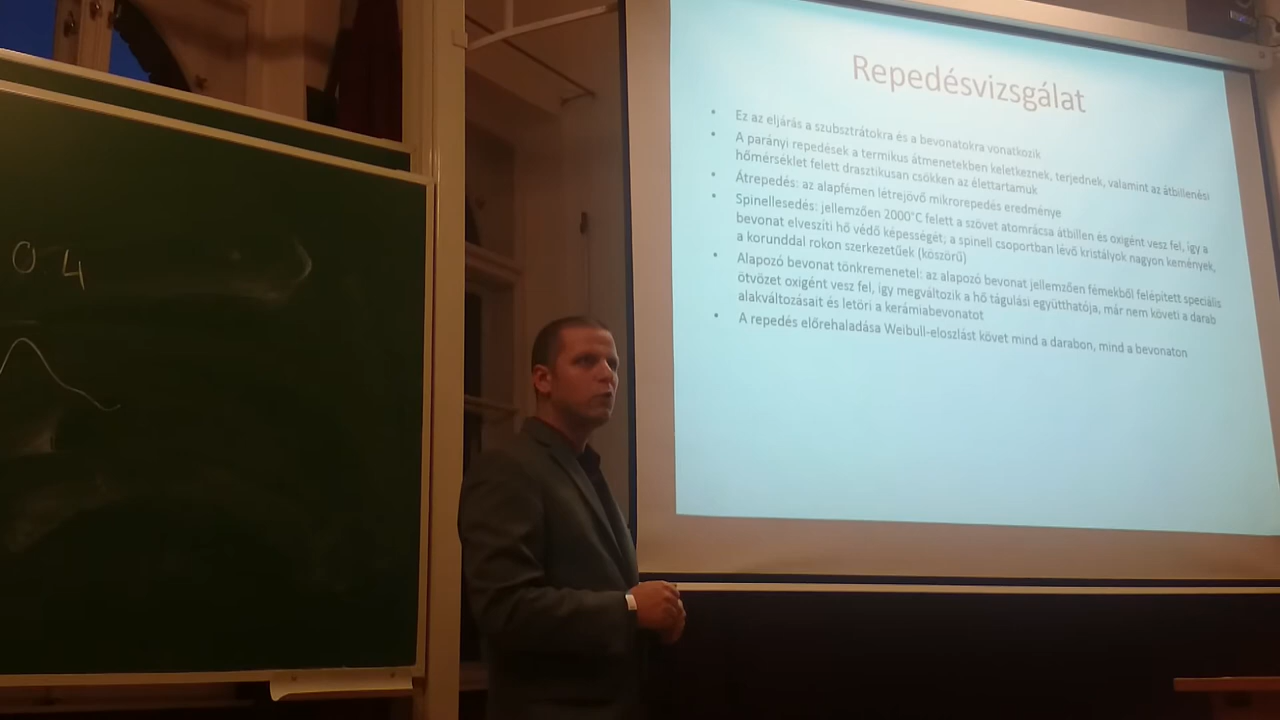 Repedésvizsgálat
• Ez az eljárás a szubsztrátokra és a bevonatokra vonatkozik
• A parányi repedések a termikus átmenetekben keletkeznek, terjednek, valamint az átbillenési
hőmérséklet felett drasztikusan csökken az élettartamuk
• Átrepedés: az alapfémen létrejövő mikrorepedés eredménye
• Spinellesedés: jellemzően 2000°C felett a szövet atomrácsa átbillen és oxigént vesz fel, így a
bevonat elveszíti hő védő képességét; a spinell csoportban lévő kristályok nagyon kemények,
a korunddal rokon szerkezetűek (köszörű)
• Alapozó bevonat tönkremenetel: az alapozó bevonat jellemzően fémekből felépített speciális
ötvözet oxigént vesz fel, így megváltozik a hő tágulási együtthatója, már nem követi a darab
alakváltozásait és letöri a kerámiabevonatot
• A repedés előrehaladása Weibull-eloszlást követ mind a darabon, mind a bevonaton
04